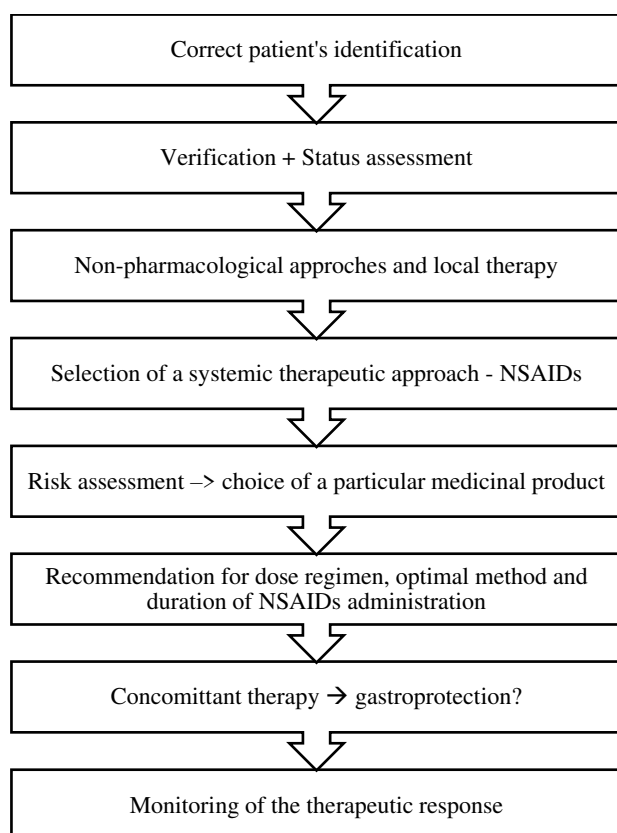 Correct patient's identification
Verification + Status assessment
Non-pharmacological approches and local therapy
Selection of a systemic therapeutic approach - NSAIDs
Risk assessment –> choice of a particular medicinal product
Recommendation for dose regimen, optimal method and
duration of NSAIDs administration
Concomittant therapy → gastroprotection?
Monitoring of the therapeutic response